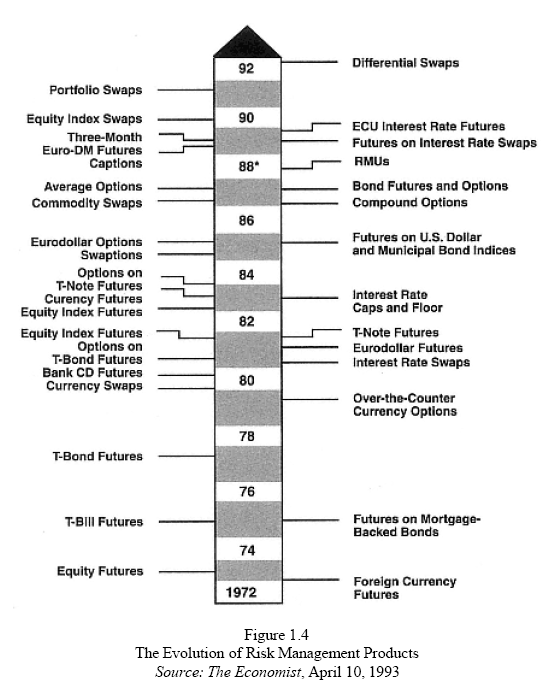 92
Differential Swaps
Portfolio Swaps
90
Equity Index Swaps
ECU Interest Rate Futures
Three-Month
Euro-DM Futures
Futures on Interest Rate Swaps
Captions
88*
RMUs
Average Options
Bond Futures and Options
Commodity Swaps
Compound Options
86
Eurodollar Options
Futures on U.S. Dollar
and Municipal Bond Indices
Swaptions
84
Options on
T-Note Futures
Curency Futures
Interest Rate
Caps and Floor
Equity Index Futures
82
Equity Index Futures
T-Note Futures
Options on
T-Bond Futures
Eurodollar Futures
Interest Rate Swaps
Bank CD Futures
80
Currency Swaps
Over-the-Counter
Currency Options
78
T-Bond Futures
76
T-Bill Futures
Futures on Mortgage-
Backed Bonds
74
Equity Futures
Foreign Currency
Futures
1972
Figure 1.4
The Evolution of Risk Management Products
Source: The Economist, April 10, 1993